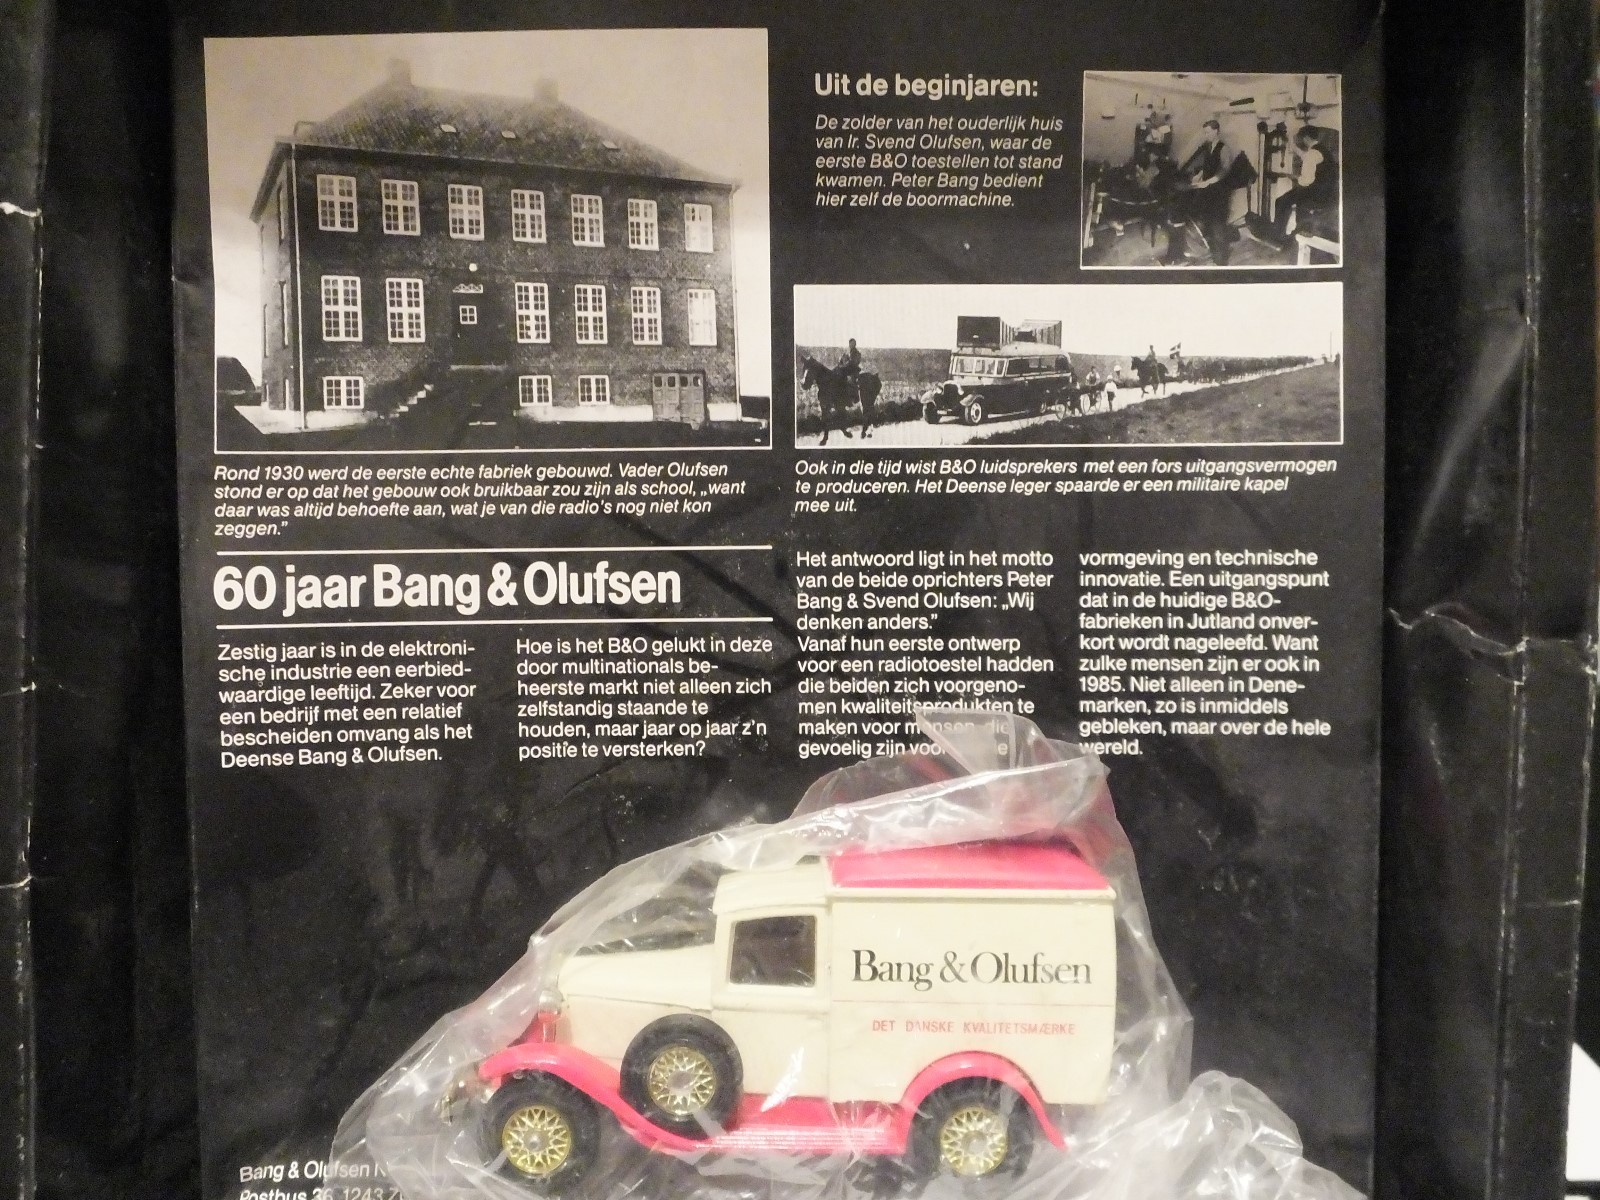 Uit de beginjaren:
De zolder van het ouderlijk huis
van Ir. Svend Olufsen, waar de
eerste B&O toestellen tot stand
kwamen. Peter Bang bedient
hier zelf de boormachine.
Rond 1930 werd de eerste echte fabriek gebouwd. Vader Olufsen
stond er op dat het gebouw ook bruikbaar zou zijn als school, „want
daar was altijd behoefte aan, wat je van die radio's nog niet kon
zeggen.”
Ook in die tijd wist B&O luidsprekers met een fors uitgangsvermogen
te produceren. Het Deense leger spaarde er een militaire kapel
mee uit.
60 jaar Bang & Olufsen
Zestig jaar is in de elektroni-
sche industrie een eerbied-
waardige leeftijd. Zeker voor
een bedrijf met een relatief
bescheiden omvang als het
Deense Bang & Olufsen.
Hoe is het B&O gelukt in deze
door multinationals be-
heerste markt niet alleen zich
zelfstandig staande te
houden, maar jaar op jaar z'n
positie te versterken?
Het antwoord ligt in het motto
van de beide oprichters Peter
Bang & Svend Olufsen: „Wij
denken anders.”
Vanaf hun eerste ontwerp
voor een radiotoestel hadden
die beiden zich voorgeno-
men kwaliteitsprodukten te
maken voor mensen die
gevoelig zijn voor
vormgeving en technische
innovatie. Een uitgangspunt
dat in de huidige B&O-
fabrieken in Jutland onver-
kort wordt nageleefd. Want
zulke mensen zijn er ook in
1985. Niet alleen in Dene-
marken, zo is inmiddels
gebleken, maar over de hele
wereld.
Bang & Olufsen
DET DANSKE KVALITETSMÆRKE
Bang & Olufsen
Postbus 36, 1243